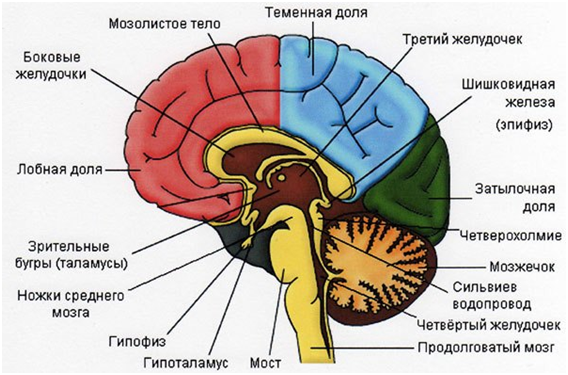 Теменная доля
Мозолистое тело
Третий желудочек
Боковые
желудочки
Шишковидная
железа
(эпифиз)
Лобная доля
Затылочная
доля
Зрительные
бугры (таламусы)
Четверохолмие
Мозжечок
Ножки среднего
мозга
Сильвиев
водопровод
Гипофиз
Четвёртый желудочек
Гипоталамус
Мост
Продолговатый мозг